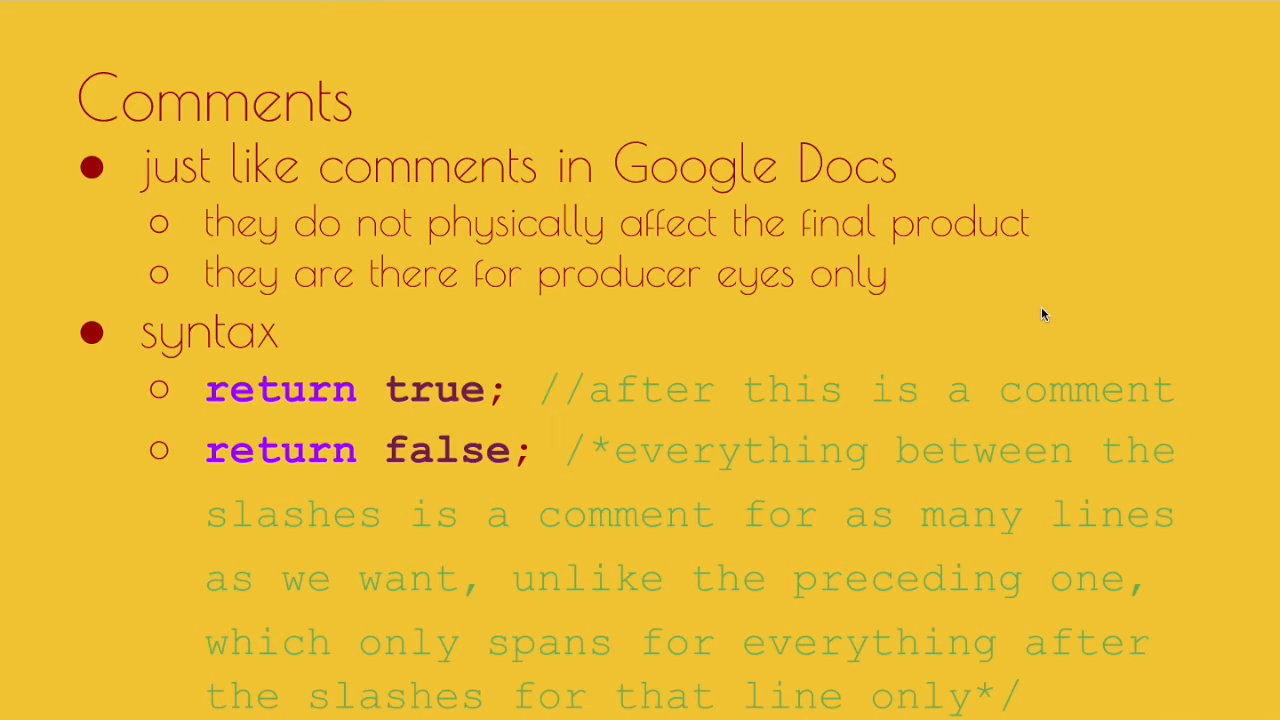 Comments
● just like comments in Google Docs
○ they do not physically affect the final product
○ they are there for producer eyes only
● syntax
○ return true; //after this is a comment
○ return false; /*everything between the
slashes is a comment for as many lines
as we want, unlike the preceding one,
which only spans for everything after
the slashes for that line only*/